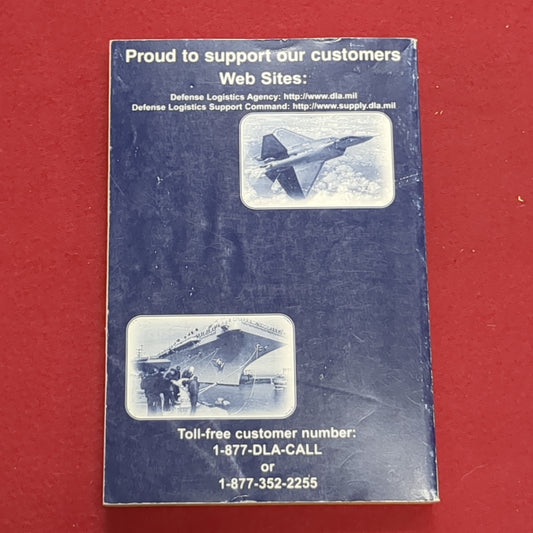 Proud to support our customers
Web Sites:
Defense Logistics Agency: http://www.dla.mil
Defense Logistics Support Command: http://www.supply.dla.mil
Toll-free customer number:
1-877-DLA-CALL
or
1-877-352-2255